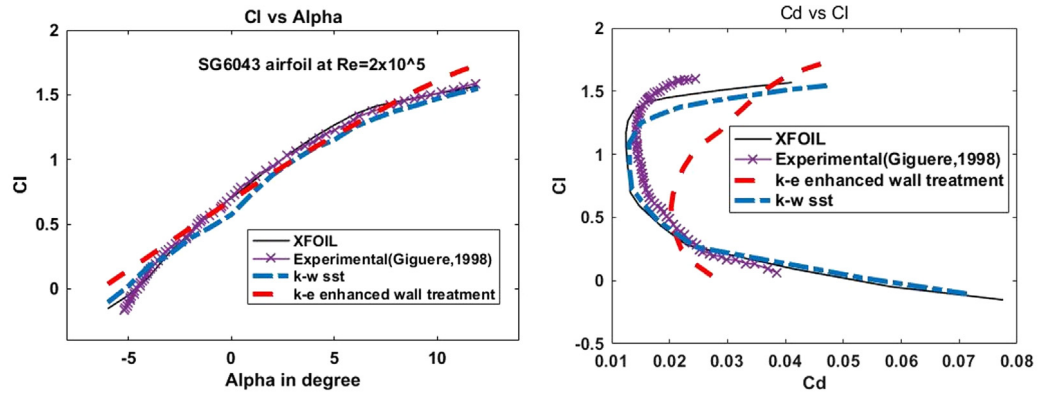 Cl vs Alpha
SG6043 airfoil at Re=2x10^5
2
1.5
1
0.5
0
Cl
-5
0
5
10
Alpha in degree
XFOIL
Experimental(Giguere,1998)
k-w sst
k-e enhanced wall treatment
Cd vs Cl
2
1.5
1
0.5
0
-0.5
Cl
0.01
0.02
0.03
0.04
0.05
0.06
0.07
0.08
Cd
XFOIL
Experimental(Giguere,1998)
k-e enhanced wall treatment
k-w sst